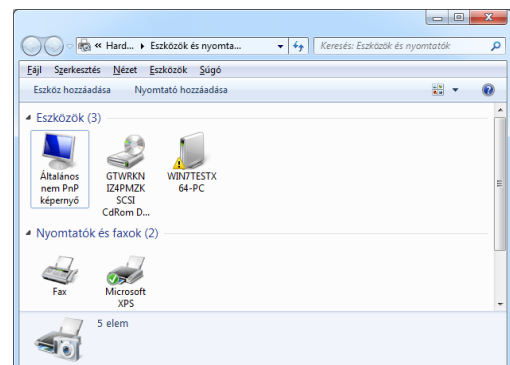 « Hard... ▸ Eszközök és nyomta...
Keresés: Eszközök és nyomtatók
Fájl Szerkesztés Nézet Eszközök Súgó
Eszköz hozzáadása Nyomtató hozzáadása
Eszközök (3)
Általános
nem PnP
képernyő
GTWRKN
IZ4PMZK
SCSI
CdRom D...
WIN7TESTX
64-PC
Nyomtatók és faxok (2)
Fax
Microsoft
XPS
5 elem